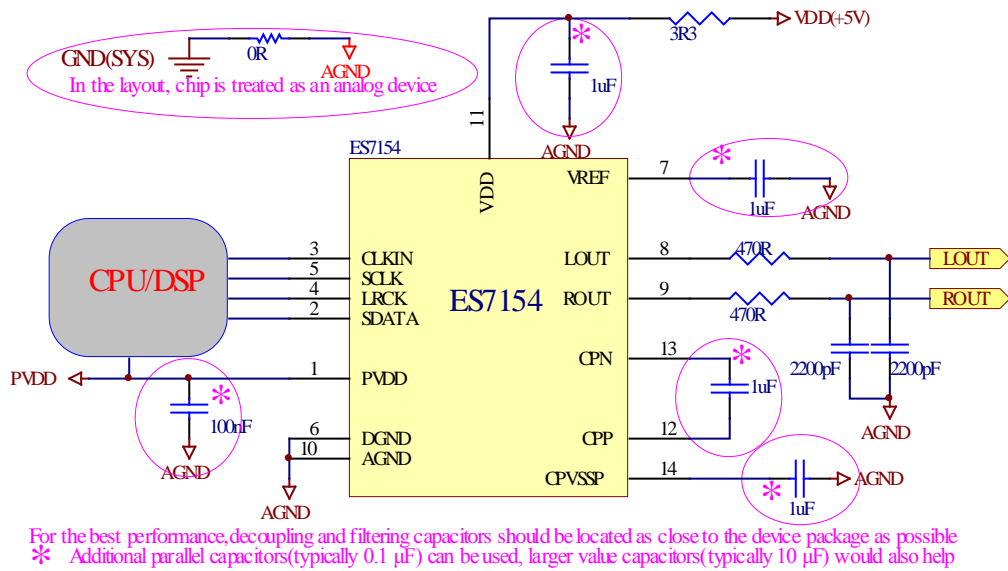 VDD(+5V)
3R3
GND(SYS)
0R
AGND
In the layout, chip is treated as an analog device
*
1uF
AGND
11
ES7154
VDD
VREF
7
*
1uF
AGND
CPU/DSP
3
CLKIN
5
SCLK
4
LRCK
2
SDATA
ES7154
LOUT
8
470R
LOUT
ROUT
9
470R
ROUT
2200pF
2200pF
AGND
CPN
13
*
1uF
CPP
12
PVDD
1
PVDD
*
100nF
AGND
6
DGND
10
AGND
AGND
CPVSSP
14
*
1uF
AGND
For the best performance,decoupling and filtering capacitors should be located as close to the device package as possible
* Additional parallel capacitors(typically 0.1 μF) can be used, larger value capacitors(typically 10 μF) would also help